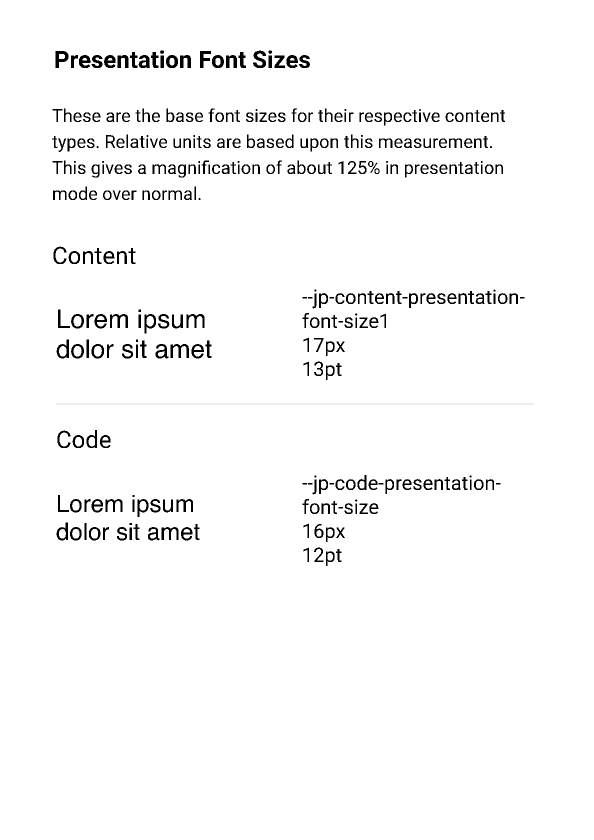 Presentation Font Sizes
These are the base font sizes for their respective content
types. Relative units are based upon this measurement.
This gives a magnification of about 125% in presentation
mode over normal.
Content
Lorem ipsum
dolor sit amet
--jp-content-presentation-
font-size1
17px
13pt
Code
Lorem ipsum
dolor sit amet
--jp-code-presentation-
font-size
16px
12pt